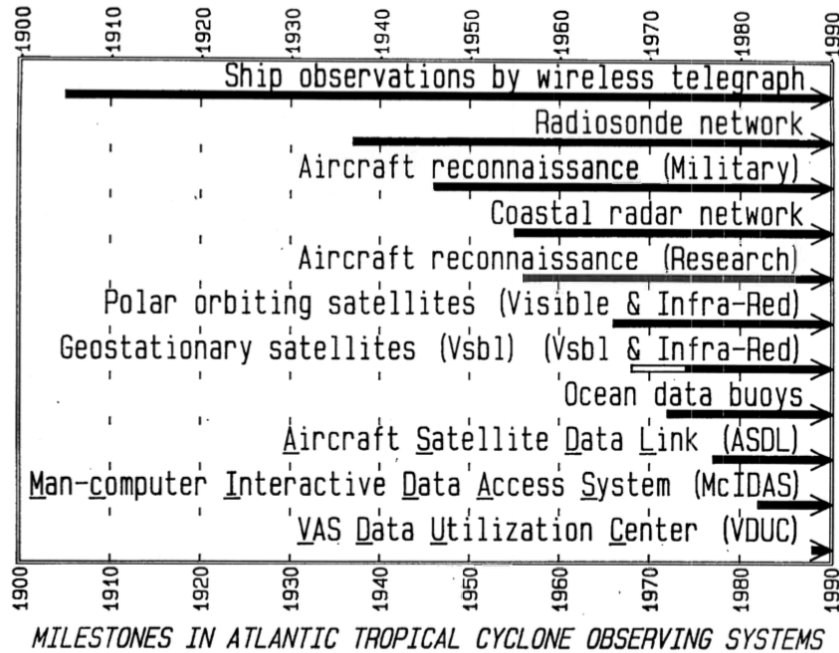 1900 1910 1920 1930 1940 1950 1960 1970 1980 1990
Ship observations by wireless telegraph
Radiosonde network
Aircraft reconnaissance (Military)
Coastal radar network
Aircraft reconnaissance (Research)
Polar orbiting satellites (Visible & Infra-Red)
Geostationary satellites (Vsbl) (Vsbl & Infra-Red)
Ocean data buoys
Aircraft Satellite Data Link (ASDL)
Man-computer Interactive Data Access System (McIDAS)
VAS Data Utilization Center (VDUC)
1900 1910 1920 1930 1940 1950 1960 1970 1980 1990
MILESTONES IN ATLANTIC TROPICAL CYCLONE OBSERVING SYSTEMS